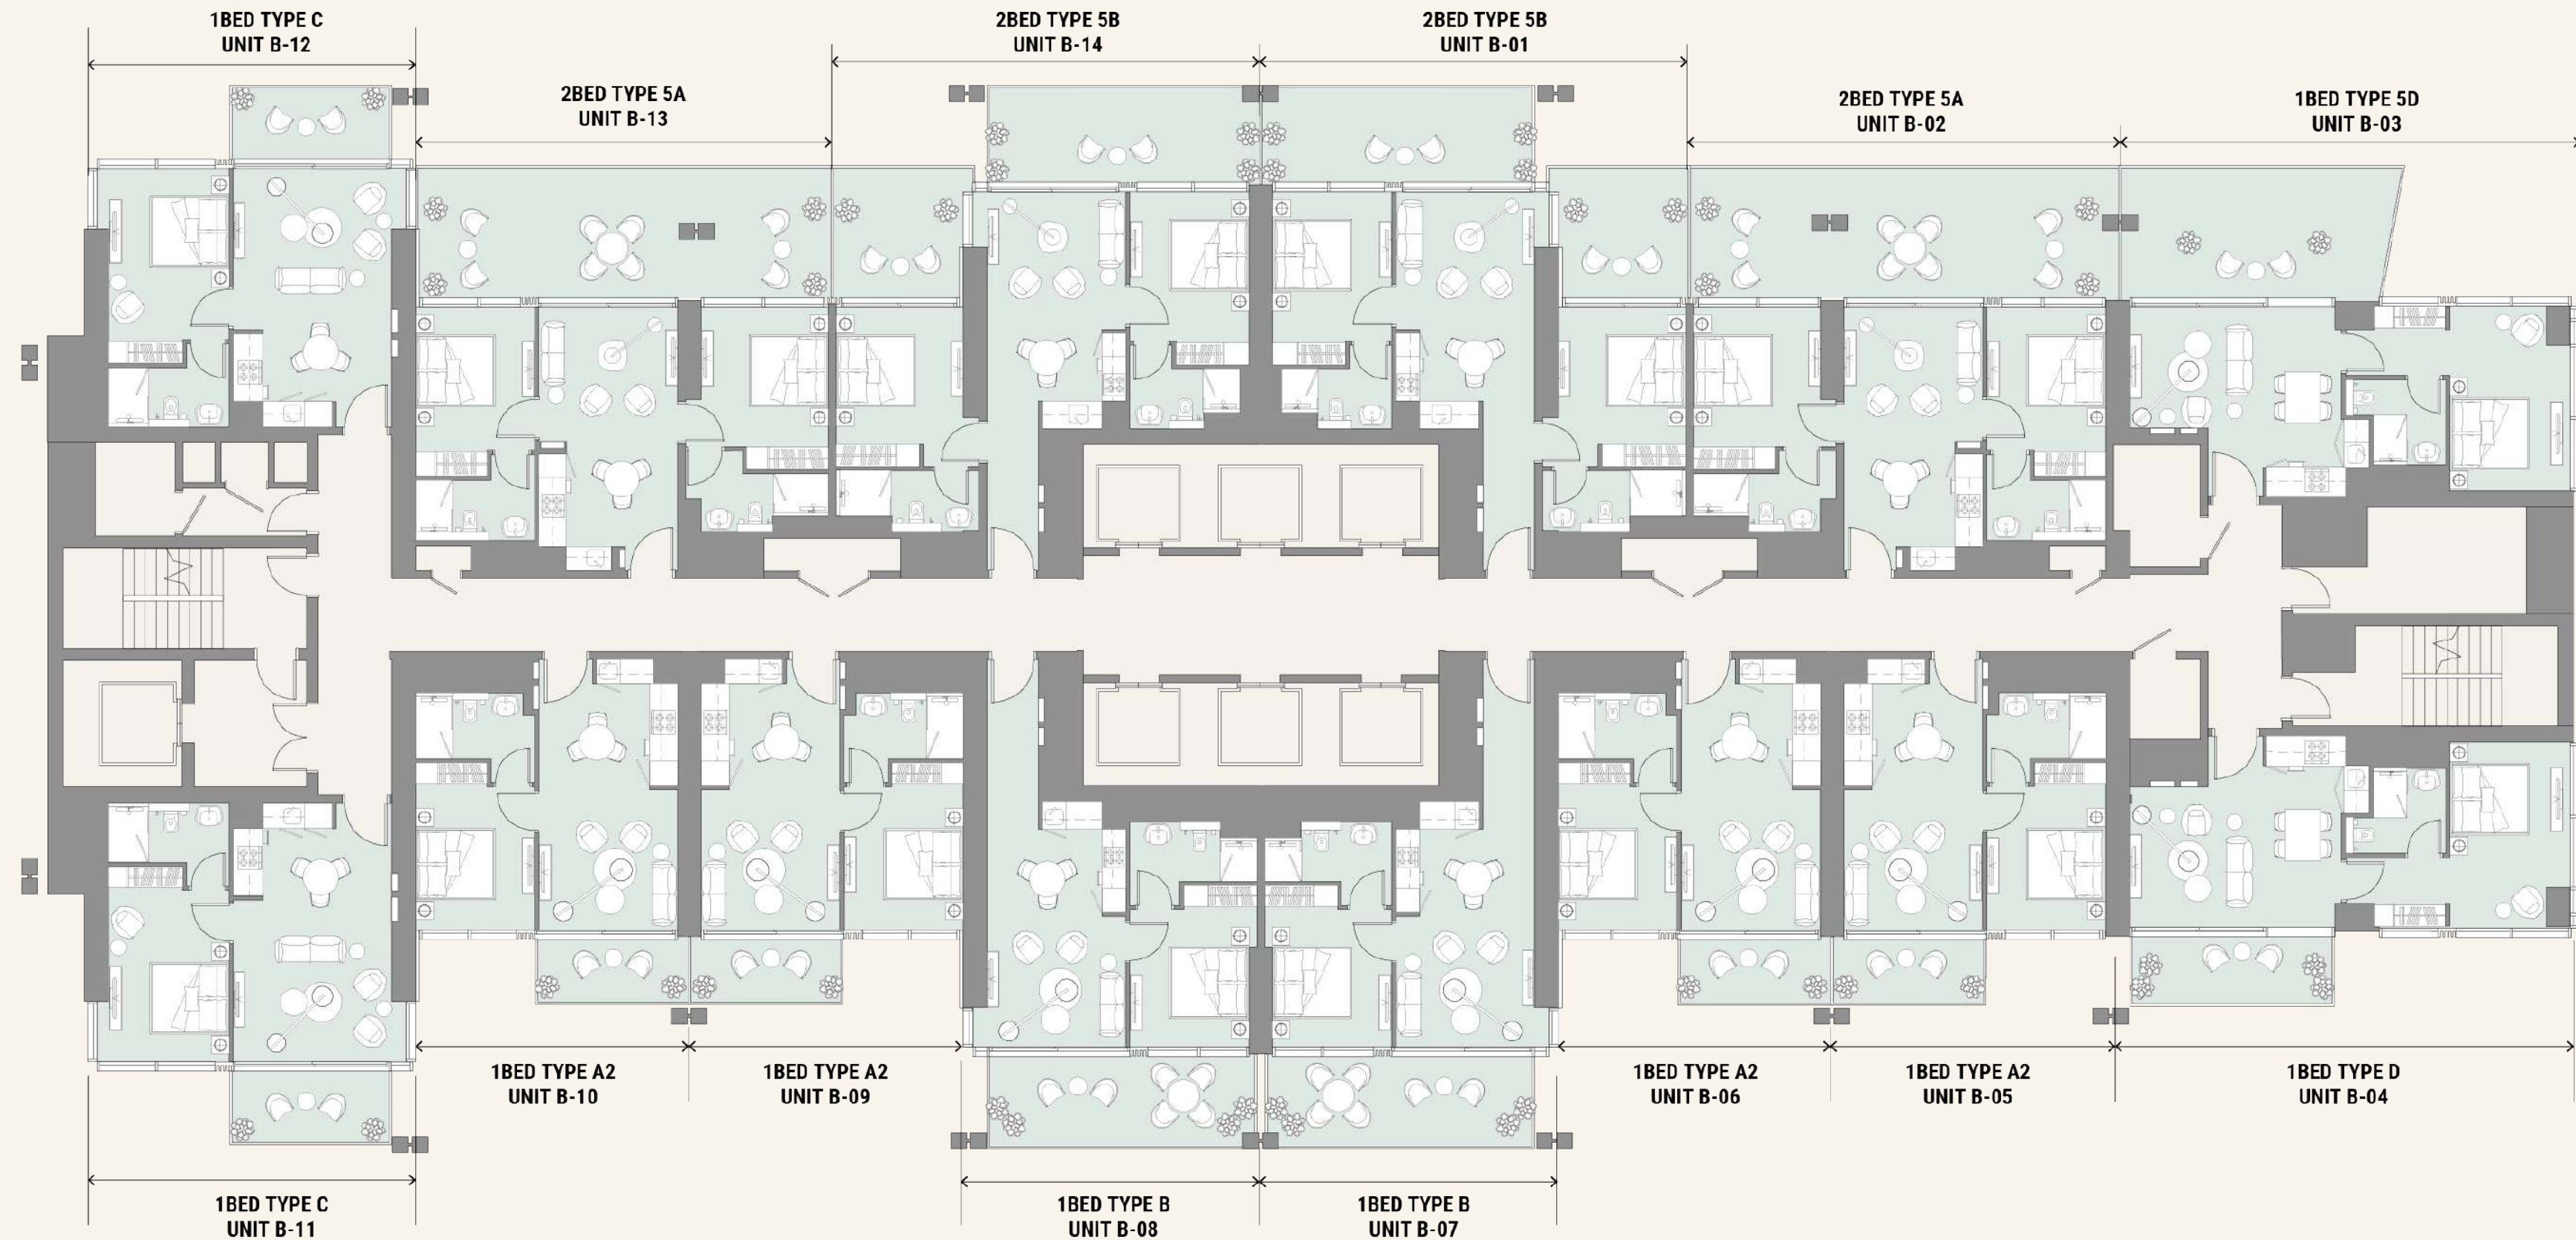 1BED TYPE C
UNIT B-12
2BED TYPE 5A
UNIT B-13
2BED TYPE 5B
UNIT B-14
2BED TYPE 5B
UNIT B-01
2BED TYPE 5A
UNIT B-02
1BED TYPE 5D
UNIT B-03
1BED TYPE C
UNIT B-11
1BED TYPE A2
UNIT B-10
1BED TYPE A2
UNIT B-09
1BED TYPE B
UNIT B-08
1BED TYPE B
UNIT B-07
1BED TYPE A2
UNIT B-06
1BED TYPE A2
UNIT B-05
1BED TYPE D
UNIT B-04